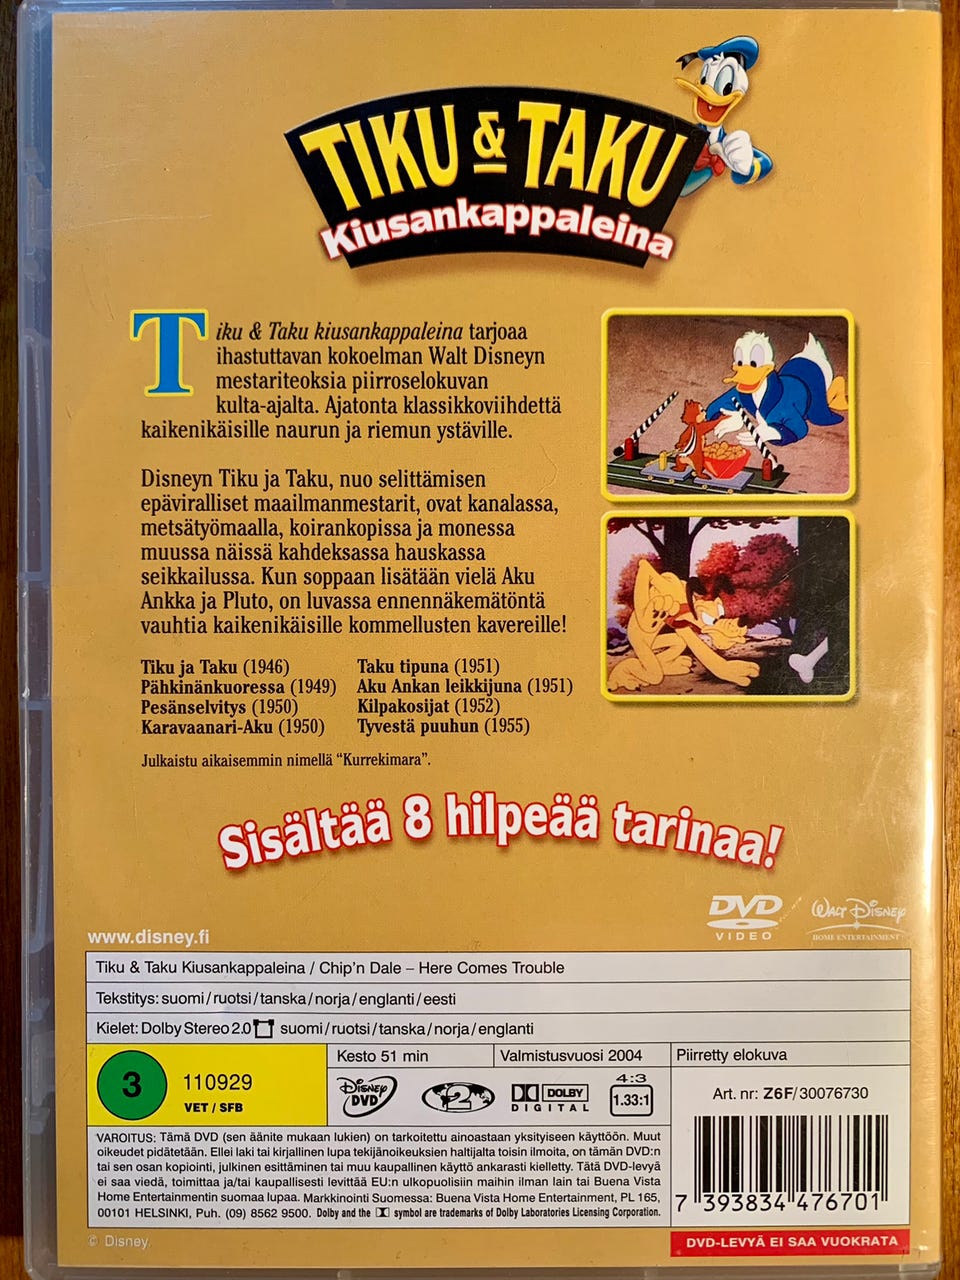 TIKU & TAKU
Kiusankappaleina
Tiku & Taku kiusankappaleina tarjoaa
ihastuttavan kokoelman Walt Disneyn
mestariteoksia piirroselokuvan
kulta-ajalta. Ajatonta klassikkoviihdettä
kaikenikäisille naurun ja riemun ystäville.
Disneyn Tiku ja Taku, nuo selittämisen
epäviralliset maailmanmestarit, ovat kanalassa,
metsätyömaalla, koirankopissa ja monessa
muussa näissä kahdeksassa hauskassa
seikkailussa. Kun soppaan lisätään vielä Aku
Ankka ja Pluto, on luvassa ennennäkemätöntä
vauhtia kaikenikäisille kommellusten kavereille!
Tiku ja Taku (1946)
Pähkinänkuoressa (1949)
Pesänselvitys (1950)
Karavaanari-Aku (1950)
Taku tipuna (1951)
Aku Ankan leikkijuna (1951)
Kilpakosijat (1952)
Tyvestä puuhun (1955)
Julkaistu aikaisemmin nimellä “Kurrekimara”.
Sisältää 8 hilpeää tarinaa!
DVD
VIDEO
WALT DISNEY
HOME ENTERTAINMENT
www.disney.fi
Tiku & Taku Kiusankappaleina / Chip’n Dale – Here Comes Trouble
Tekstitys: suomi/ruotsi/tanska/norja/englanti/eesti
Kielet: Dolby Stereo 2.0 suomi/ruotsi/tanska/norja/englanti
3
110929
VET / SFB
Kesto 51 min
Valmistusvuosi 2004
Piirretty elokuva
DISNEY
DVD
2
DOLBY
DIGITAL
4:3
1.33:1
Art. nr: Z6F/30076730
VAROITUS: Tämä DVD (sen äänite mukaan lukien) on tarkoitettu ainoastaan yksityiseen käyttöön. Muut
oikeudet pidätetään. Ellei laki tai kirjallinen lupa tekijänoikeuksien haltijalta toisin ilmoita, on tämän DVD:n
tai sen osan kopiointi, julkinen esittäminen tai muu kaupallinen käyttö ankarasti kielletty. Tätä DVD-levyä
ei saa viedä, toimittaa ja/tai kaupallisesti levittää EU:n ulkopuolisiin maihin ilman lain tai Buena Vista
Home Entertainmentin suomaa lupaa. Markkinointi Suomessa: Buena Vista Home Entertainment, PL 165,
00101 HELSINKI, Puh. (09) 8562 9500. Dolby and the symbol are trademarks of Dolby Laboratories Licensing Corporation.
7 393834 476701
© Disney.
DVD-LEVYÄ EI SAA VUOKRATA